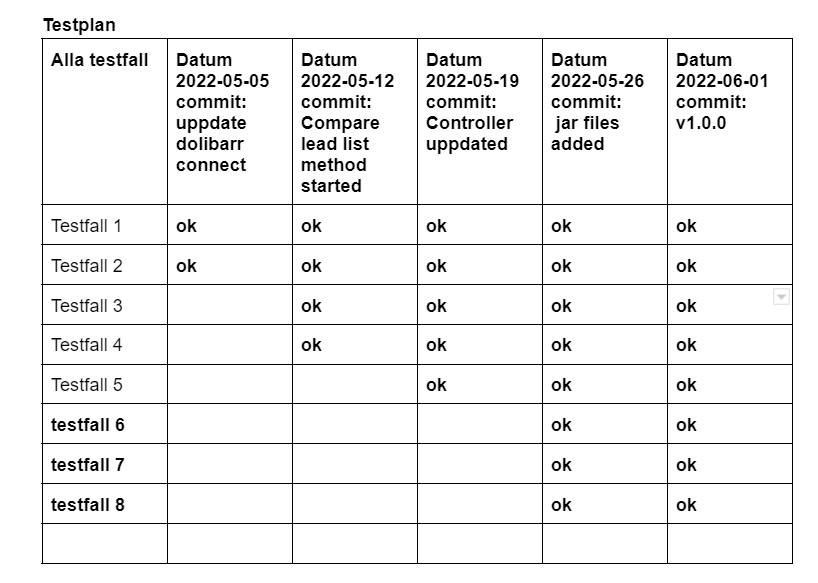 Testplan
Alla testfall
Datum
2022-05-05
commit:
uppdate
dolibarr
connect
Datum
2022-05-12
commit:
Compare
lead list
method
started
Datum
2022-05-19
commit:
Controller
uppdated
Datum
2022-05-26
commit:
jar files
added
Datum
2022-06-01
commit:
v1.0.0
Testfall 1 ok ok ok ok ok
Testfall 2 ok ok ok ok ok
Testfall 3 ok ok ok ok
Testfall 4 ok ok ok ok
Testfall 5 ok ok ok
testfall 6 ok ok
testfall 7 ok ok
testfall 8 ok ok